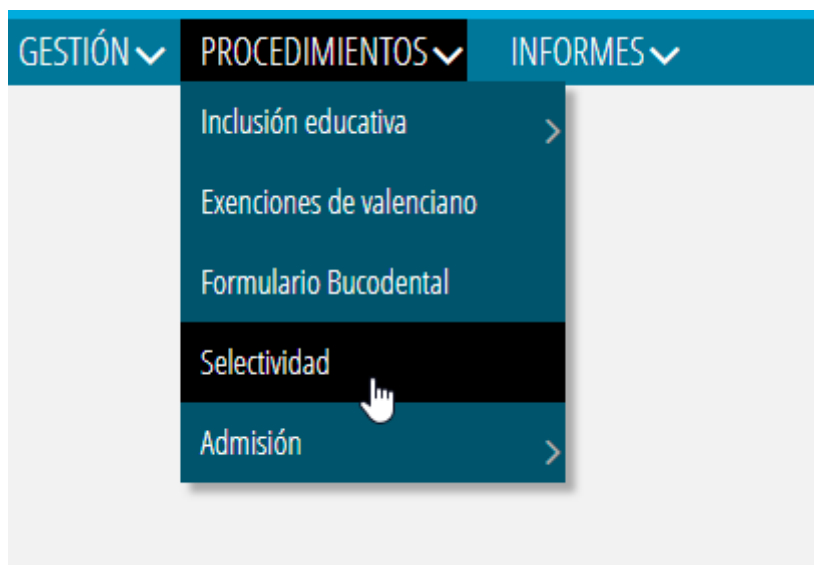 GESTIÓN PROCEDIMIENTOS INFORMES
Inclusión educativa
Exenciones de valenciano
Formulario Bucodental
Selectividad
Admisión